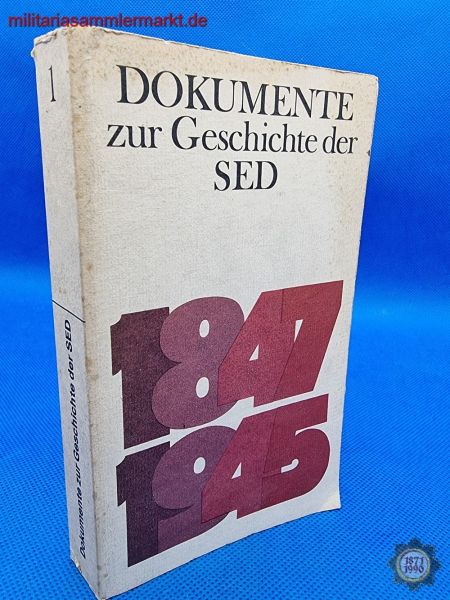 militariasammlermarkt.de
1
DOKUMENTE
zur Geschichte der
SED
1847
1945
Dokumente zur Geschichte der SED
1871
1990